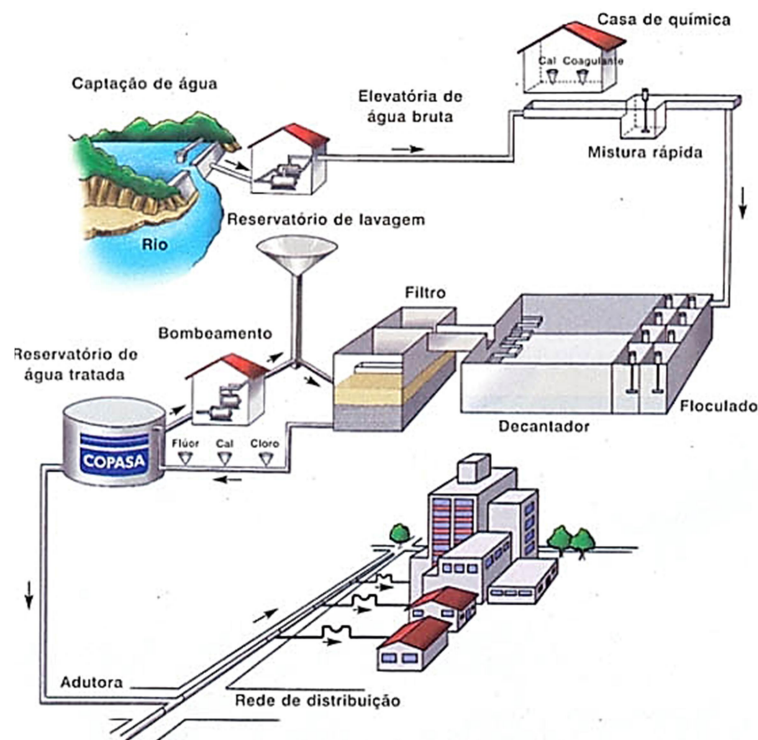 Casa de química
Cal Coagulante
Captação de água
Elevatória de
água bruta
Mistura rápida
Reservatório de lavagem
Rio
Filtro
Bombeamento
Reservatório de
água tratada
Floculado
Decantador
Flúor Cal Cloro
COPASA
Adutora
Rede de distribuição